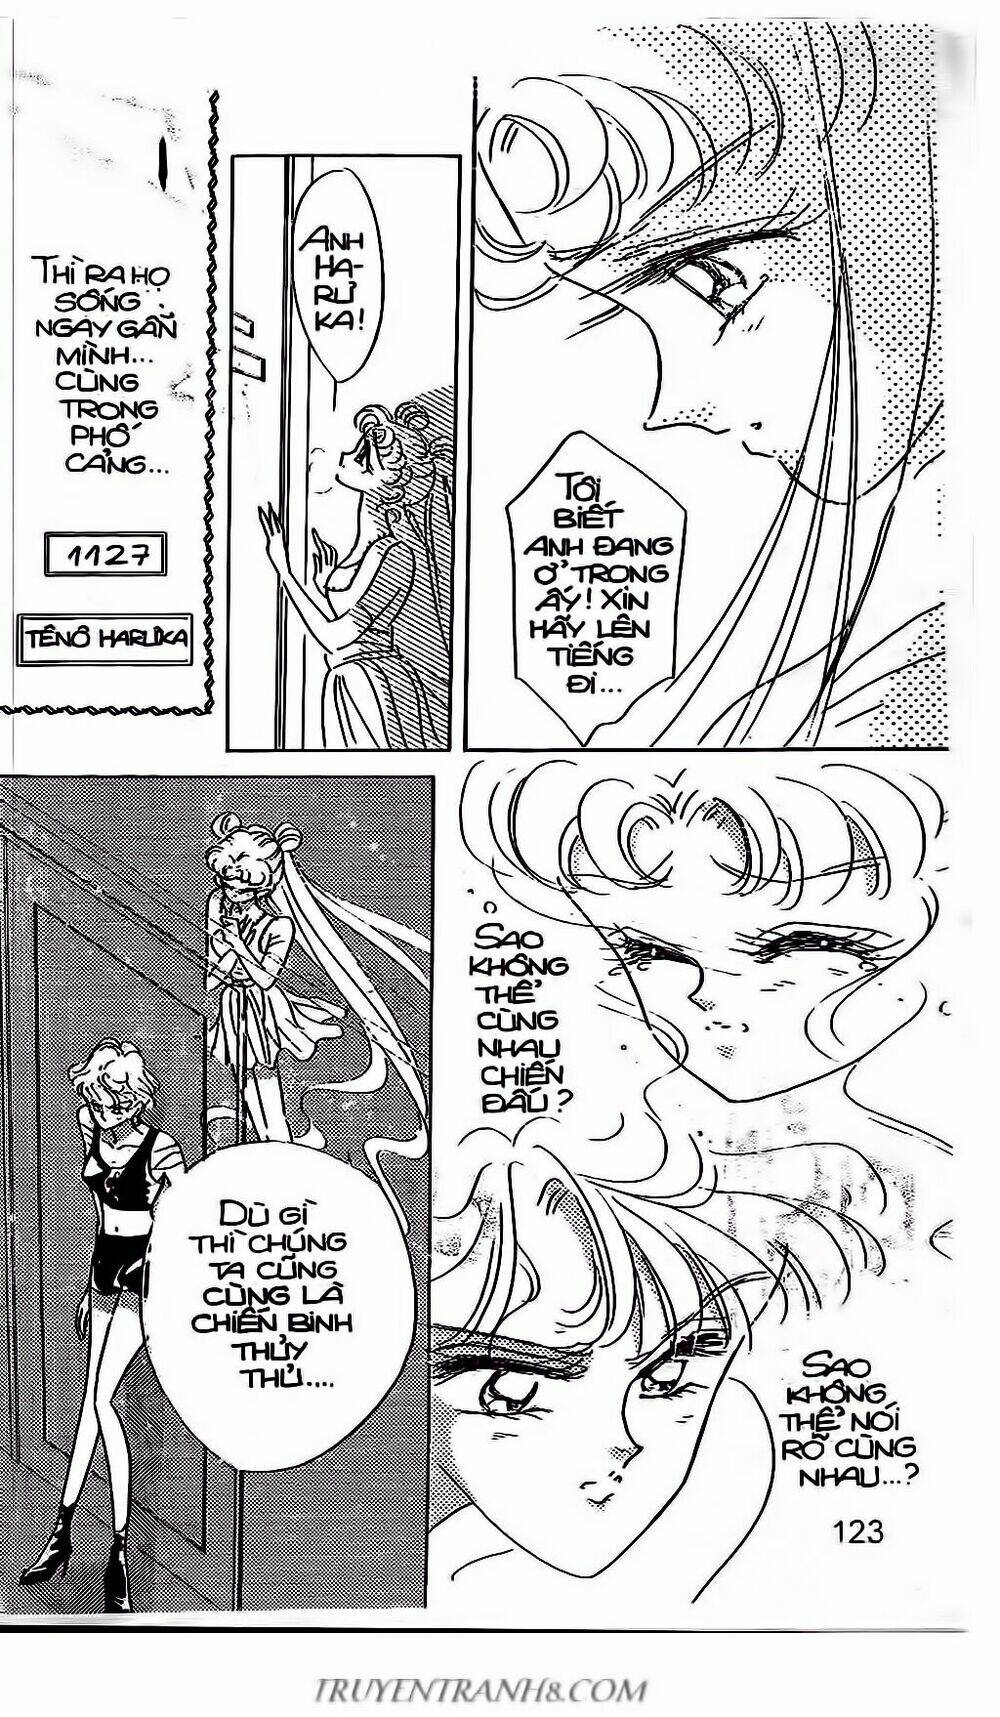 THÌ RA HỌ
SỐNG
NGAY GẦN
MÌNH...
CÙNG
TRONG
PHỐ
CẢNG...
1127
TÊNÔ HARUKA
ANH
HA-
RƯ
KA!
TÔI
BIẾT
ANH ĐANG
Ở TRONG
ẤY! XIN
HÃY LÊN
TIẾNG
ĐI...
SAO
KHÔNG
THỂ
CÙNG
NHAU
CHIẾN
ĐẤU?
DÙ GÌ
THÌ CHÚNG
TA CŨNG
CÙNG LÀ
CHIẾN BINH
THỦY
THỦ....
SAO
KHÔNG
THỂ NÓI
RÕ CÙNG
NHAU...?
123
TRUYENTRANH8.COM